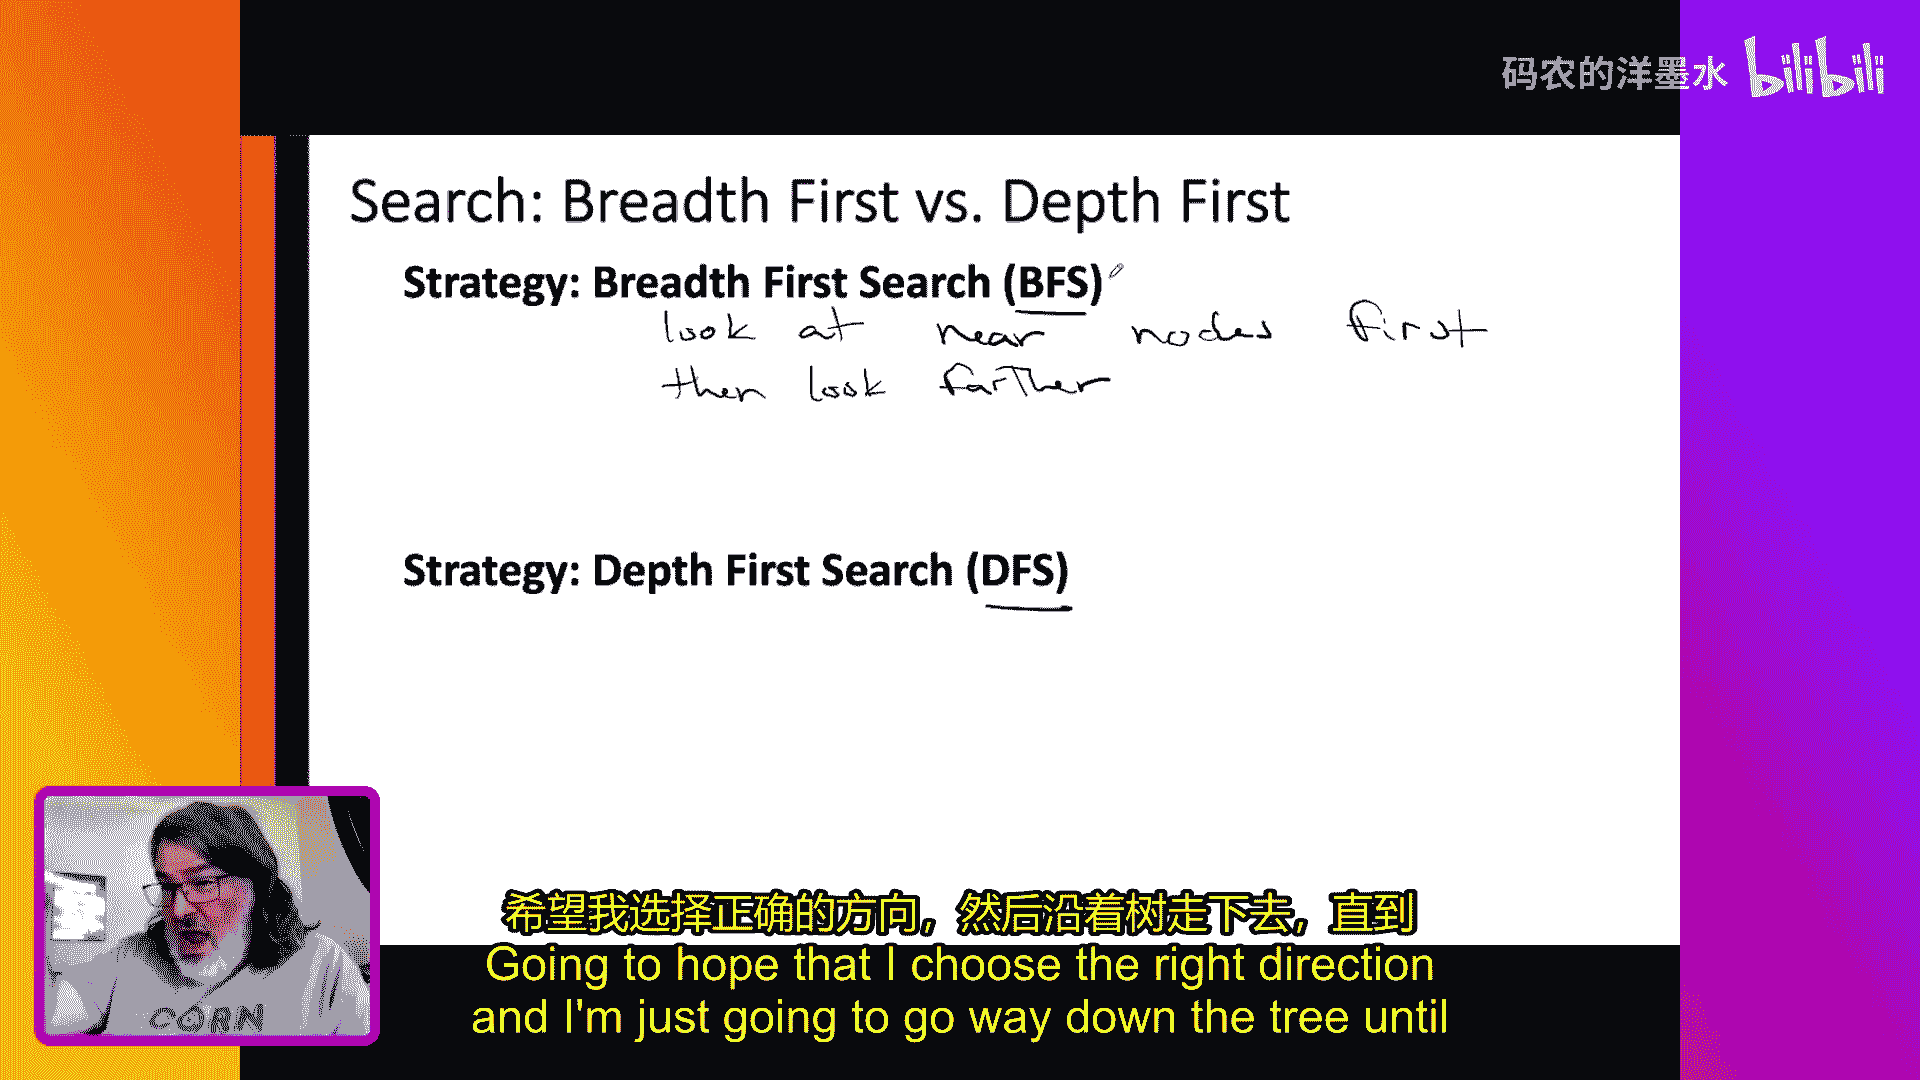 码农的洋墨水 bilibili
Search: Breadth First vs. Depth First
Strategy: Breadth First Search (BFS)
look at near nodes first
then look farther
Strategy: Depth First Search (DFS)
CORN
希望我选择正确的方向，然后沿着树走下去，直到
Going to hope that I choose the right direction
and I'm just going to go way down the tree until